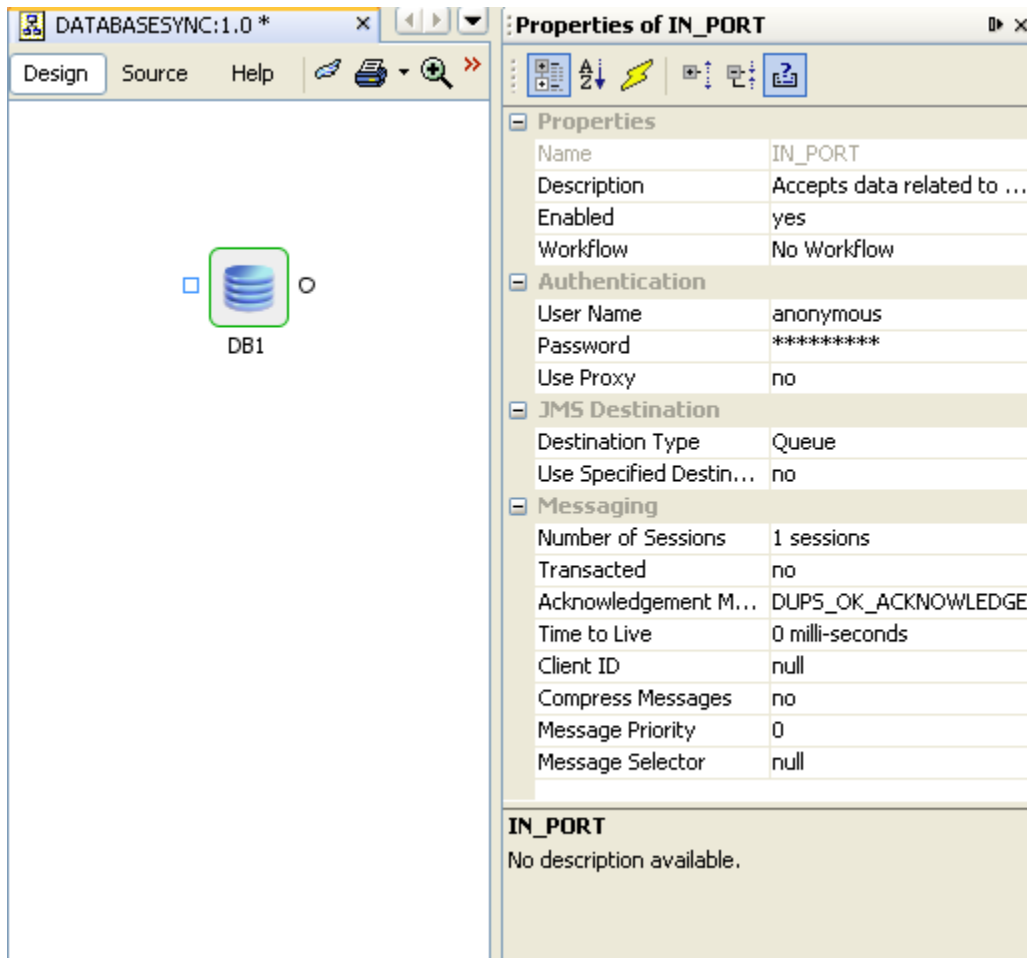 DATABASESYNC:1.0 *
Design Source Help
DB1
Properties of IN_PORT
Properties
Name IN_PORT
Description Accepts data related to ...
Enabled yes
Workflow No Workflow
Authentication
User Name anonymous
Password *********
Use Proxy no
JMS Destination
Destination Type Queue
Use Specified Destin... no
Messaging
Number of Sessions 1 sessions
Transacted no
Acknowledgement M... DUPS_OK_ACKNOWLEDGE
Time to Live 0 milli-seconds
Client ID null
Compress Messages no
Message Priority 0
Message Selector null
IN_PORT
No description available.